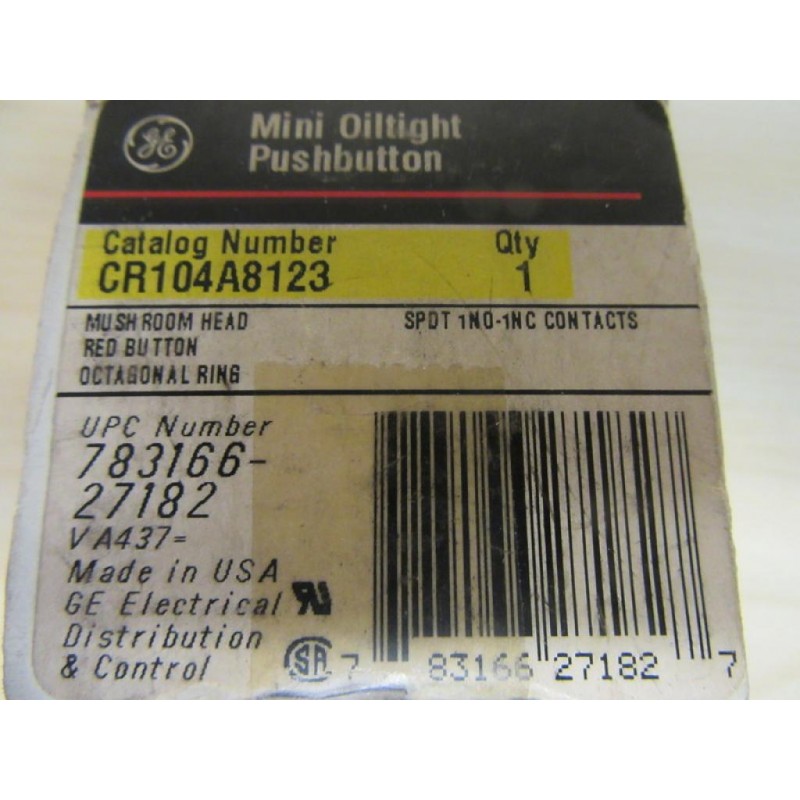 GE
Mini Oiltight
Pushbutton
Catalog Number Qty
CR104A8123 1
MUSHROOM HEAD SPDT 1NO-1NC CONTACTS
RED BUTTON
OCTAGONAL RING
UPC Number
783166-
27182
VA437=
Made in USA
GE Electrical
Distribution
& Control
SA
7 83166 27182 7